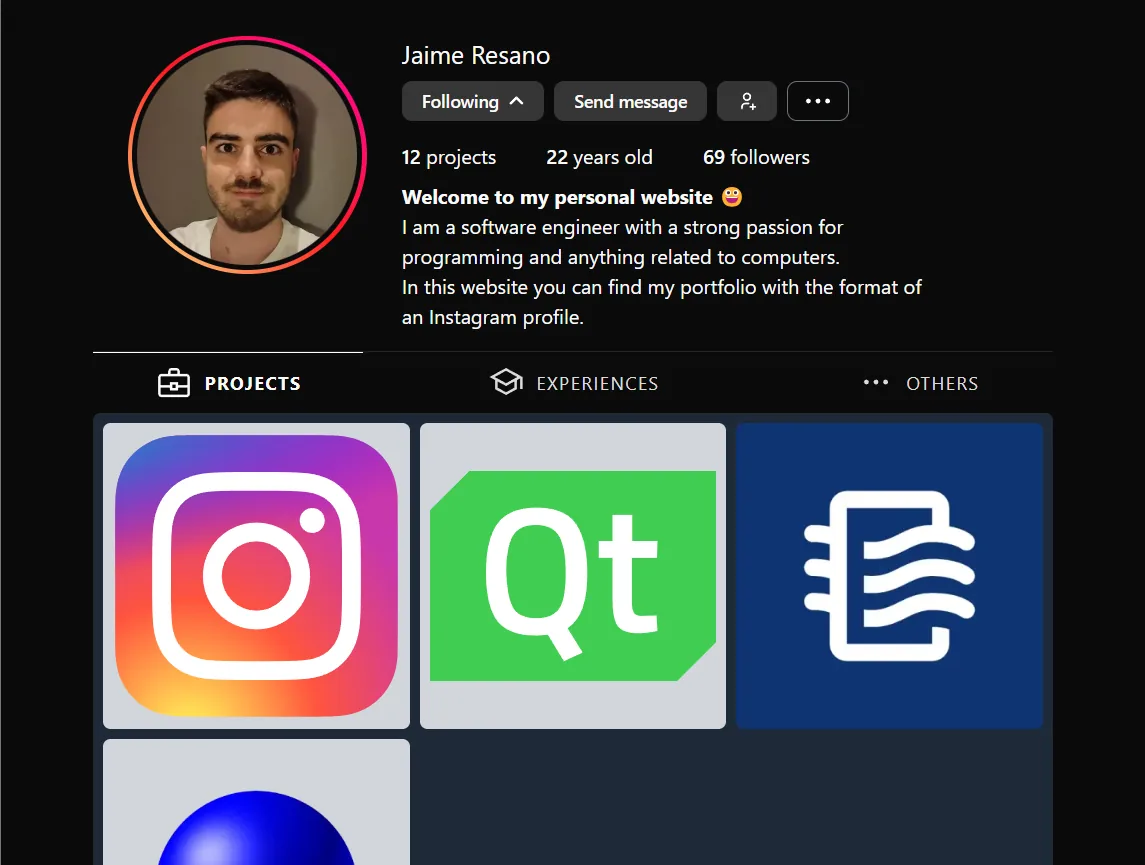 Jaime Resano
Following
Send message
12 projects
22 years old
69 followers
Welcome to my personal website 😀
I am a software engineer with a strong passion for
programming and anything related to computers.
In this website you can find my portfolio with the format of
an Instagram profile.
PROJECTS
EXPERIENCES
OTHERS
Qt